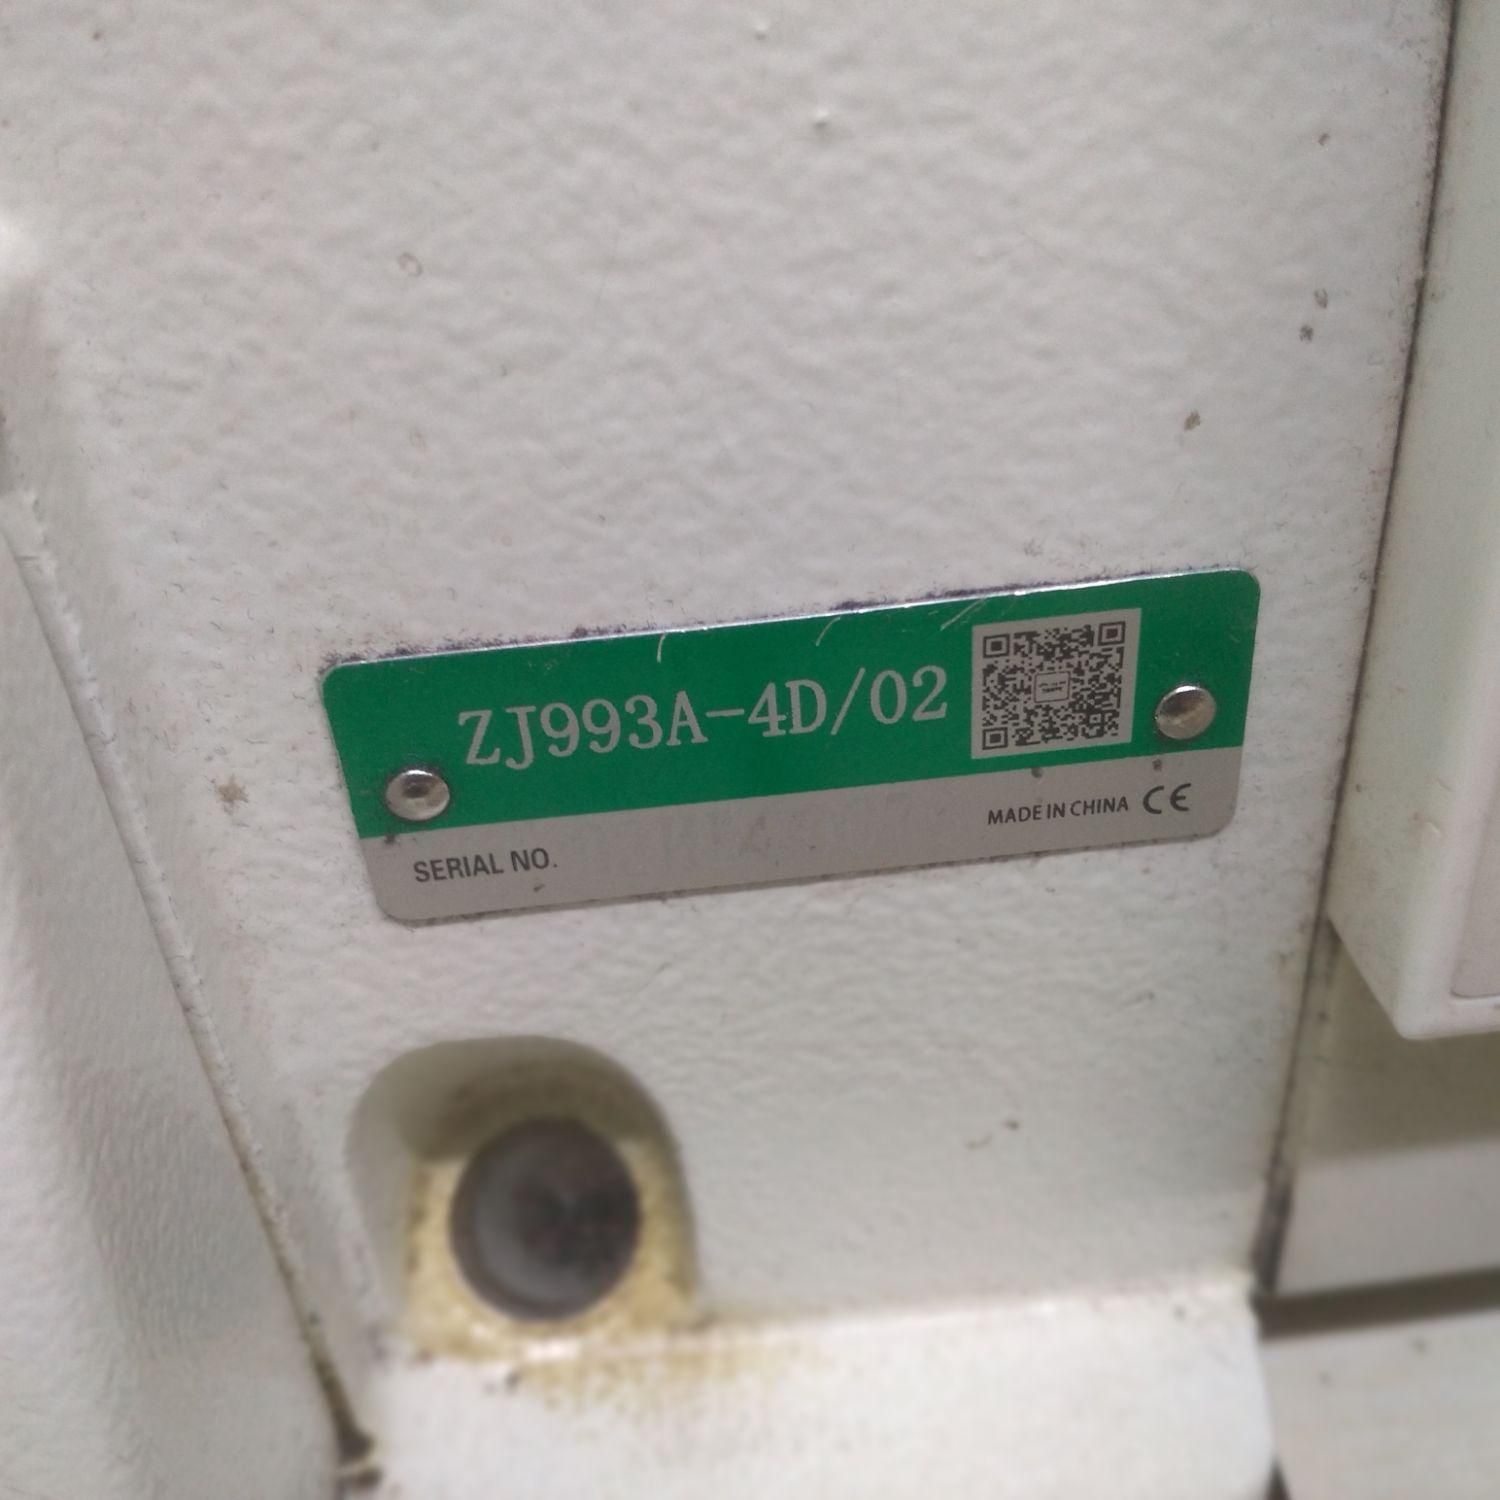 ZJ993A-4D/02
MADE IN CHINA CE
SERIAL NO.